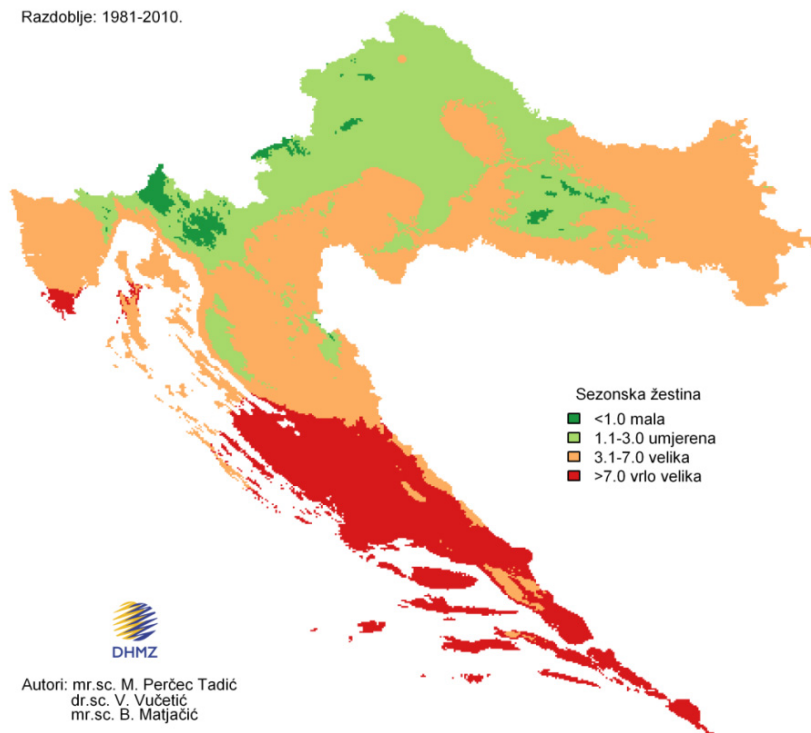 Razdoblje: 1981-2010.
Sezonska žestina
<1.0 mala
1.1-3.0 umjerena
3.1-7.0 velika
>7.0 vrlo velika
DHMZ
Autori: mr.sc. M. Perčec Tadić
dr.sc. V. Vučetić
mr.sc. B. Matjačić